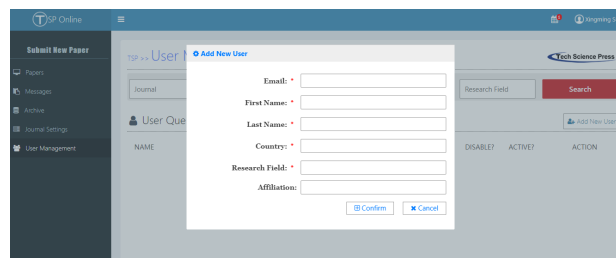 TSP Online
Xingming S
Submit New Paper
Papers
Messages
Archive
Journal Settings
User Management
TSP >> User
Tech Science Press
Journal
Research Field
Search
User Que
Add New User
NAME
DISABLE?
ACTIVE?
ACTION
Add New User
Email: *
First Name: *
Last Name: *
Country: *
Research Field: *
Affiliation:
Confirm
Cancel